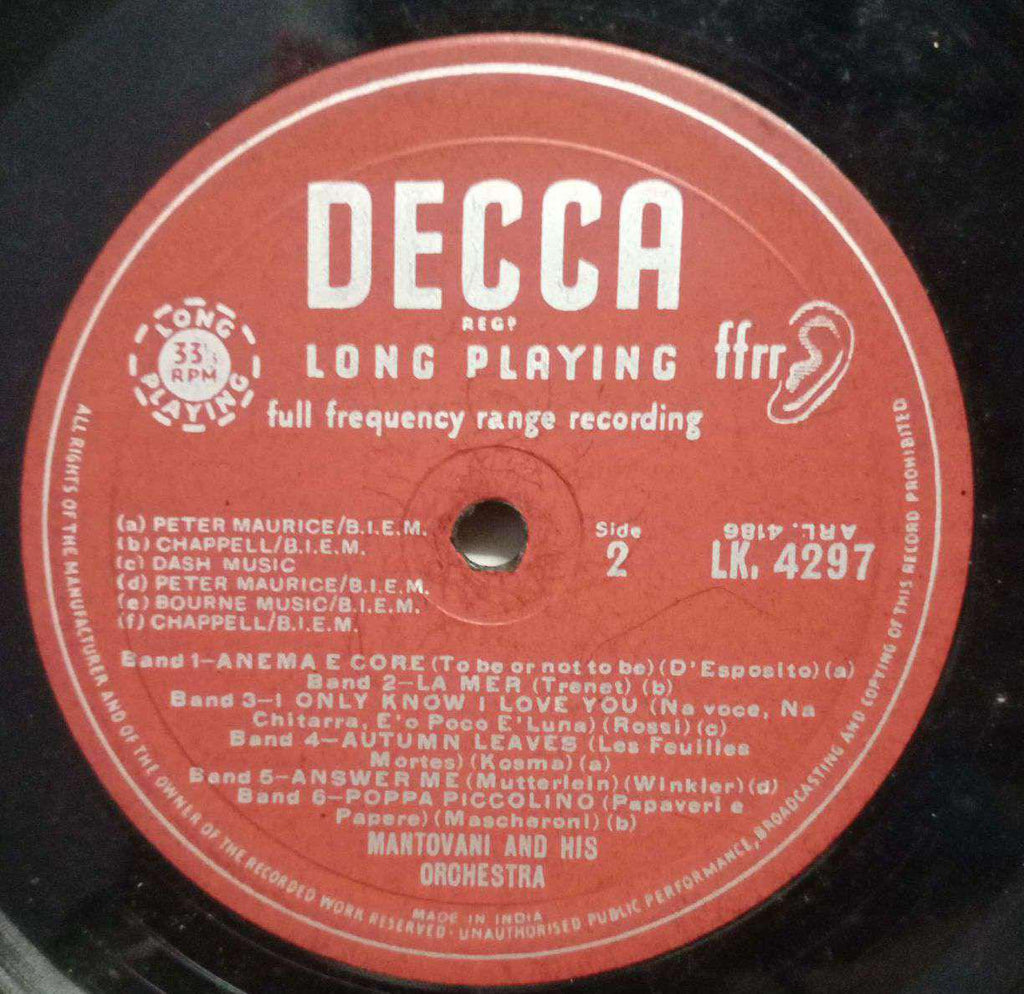 DECCA
REGD
LONG PLAYING
ffrr
full frequency range recording
LONG
33⅓
RPM
PLAYING
(a) PETER MAURICE/B.I.E.M.
(b) CHAPPELL/B.I.E.M.
(c) DASH MUSIC
(d) PETER MAURICE/B.I.E.M.
(e) BOURNE MUSIC/B.I.E.M.
(f) CHAPPELL/B.I.E.M.
Side
2
ARL. 4186
LK. 4297
Band 1-ANEMA E CORE (To be or not to be) (D'Esposito) (a)
Band 2-LA MER (Trenet) (b)
Band 3-I ONLY KNOW I LOVE YOU (Na voce, Na
Chitarra, E'o Poco E'Luna) (Rossi) (c)
Band 4-AUTUMN LEAVES (Les Feuilles
Mortes) (Kosma) (a)
Band 5-ANSWER ME (Mutterlein) (Winkler) (d)
Band 6-POPPA PICCOLINO (Papaveri e
Papere) (Mascheroni) (b)
MANTOVANI AND HIS
ORCHESTRA
MADE IN INDIA
ALL RIGHTS OF THE MANUFACTURER AND OF THE OWNER OF THE RECORDED WORK RESERVED · UNAUTHORISED PUBLIC PERFORMANCE, BROADCASTING AND COPYING OF THIS RECORD PROHIBITED